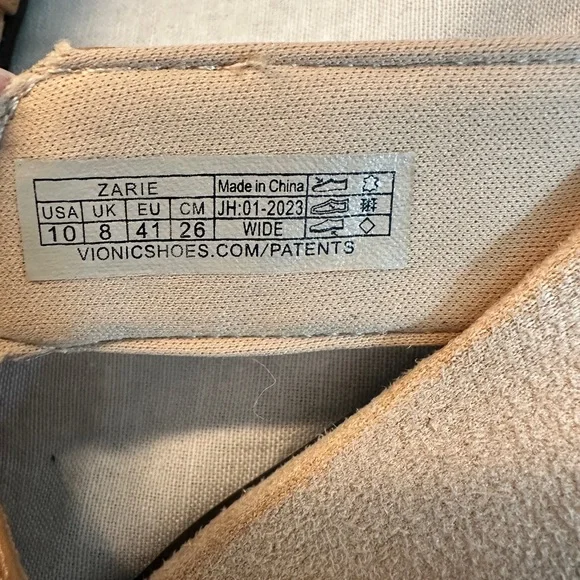 ZARIE Made in China
USA UK EU CM JH:01-2023
10 8 41 26 WIDE
VIONICSHOES.COM/PATENTS